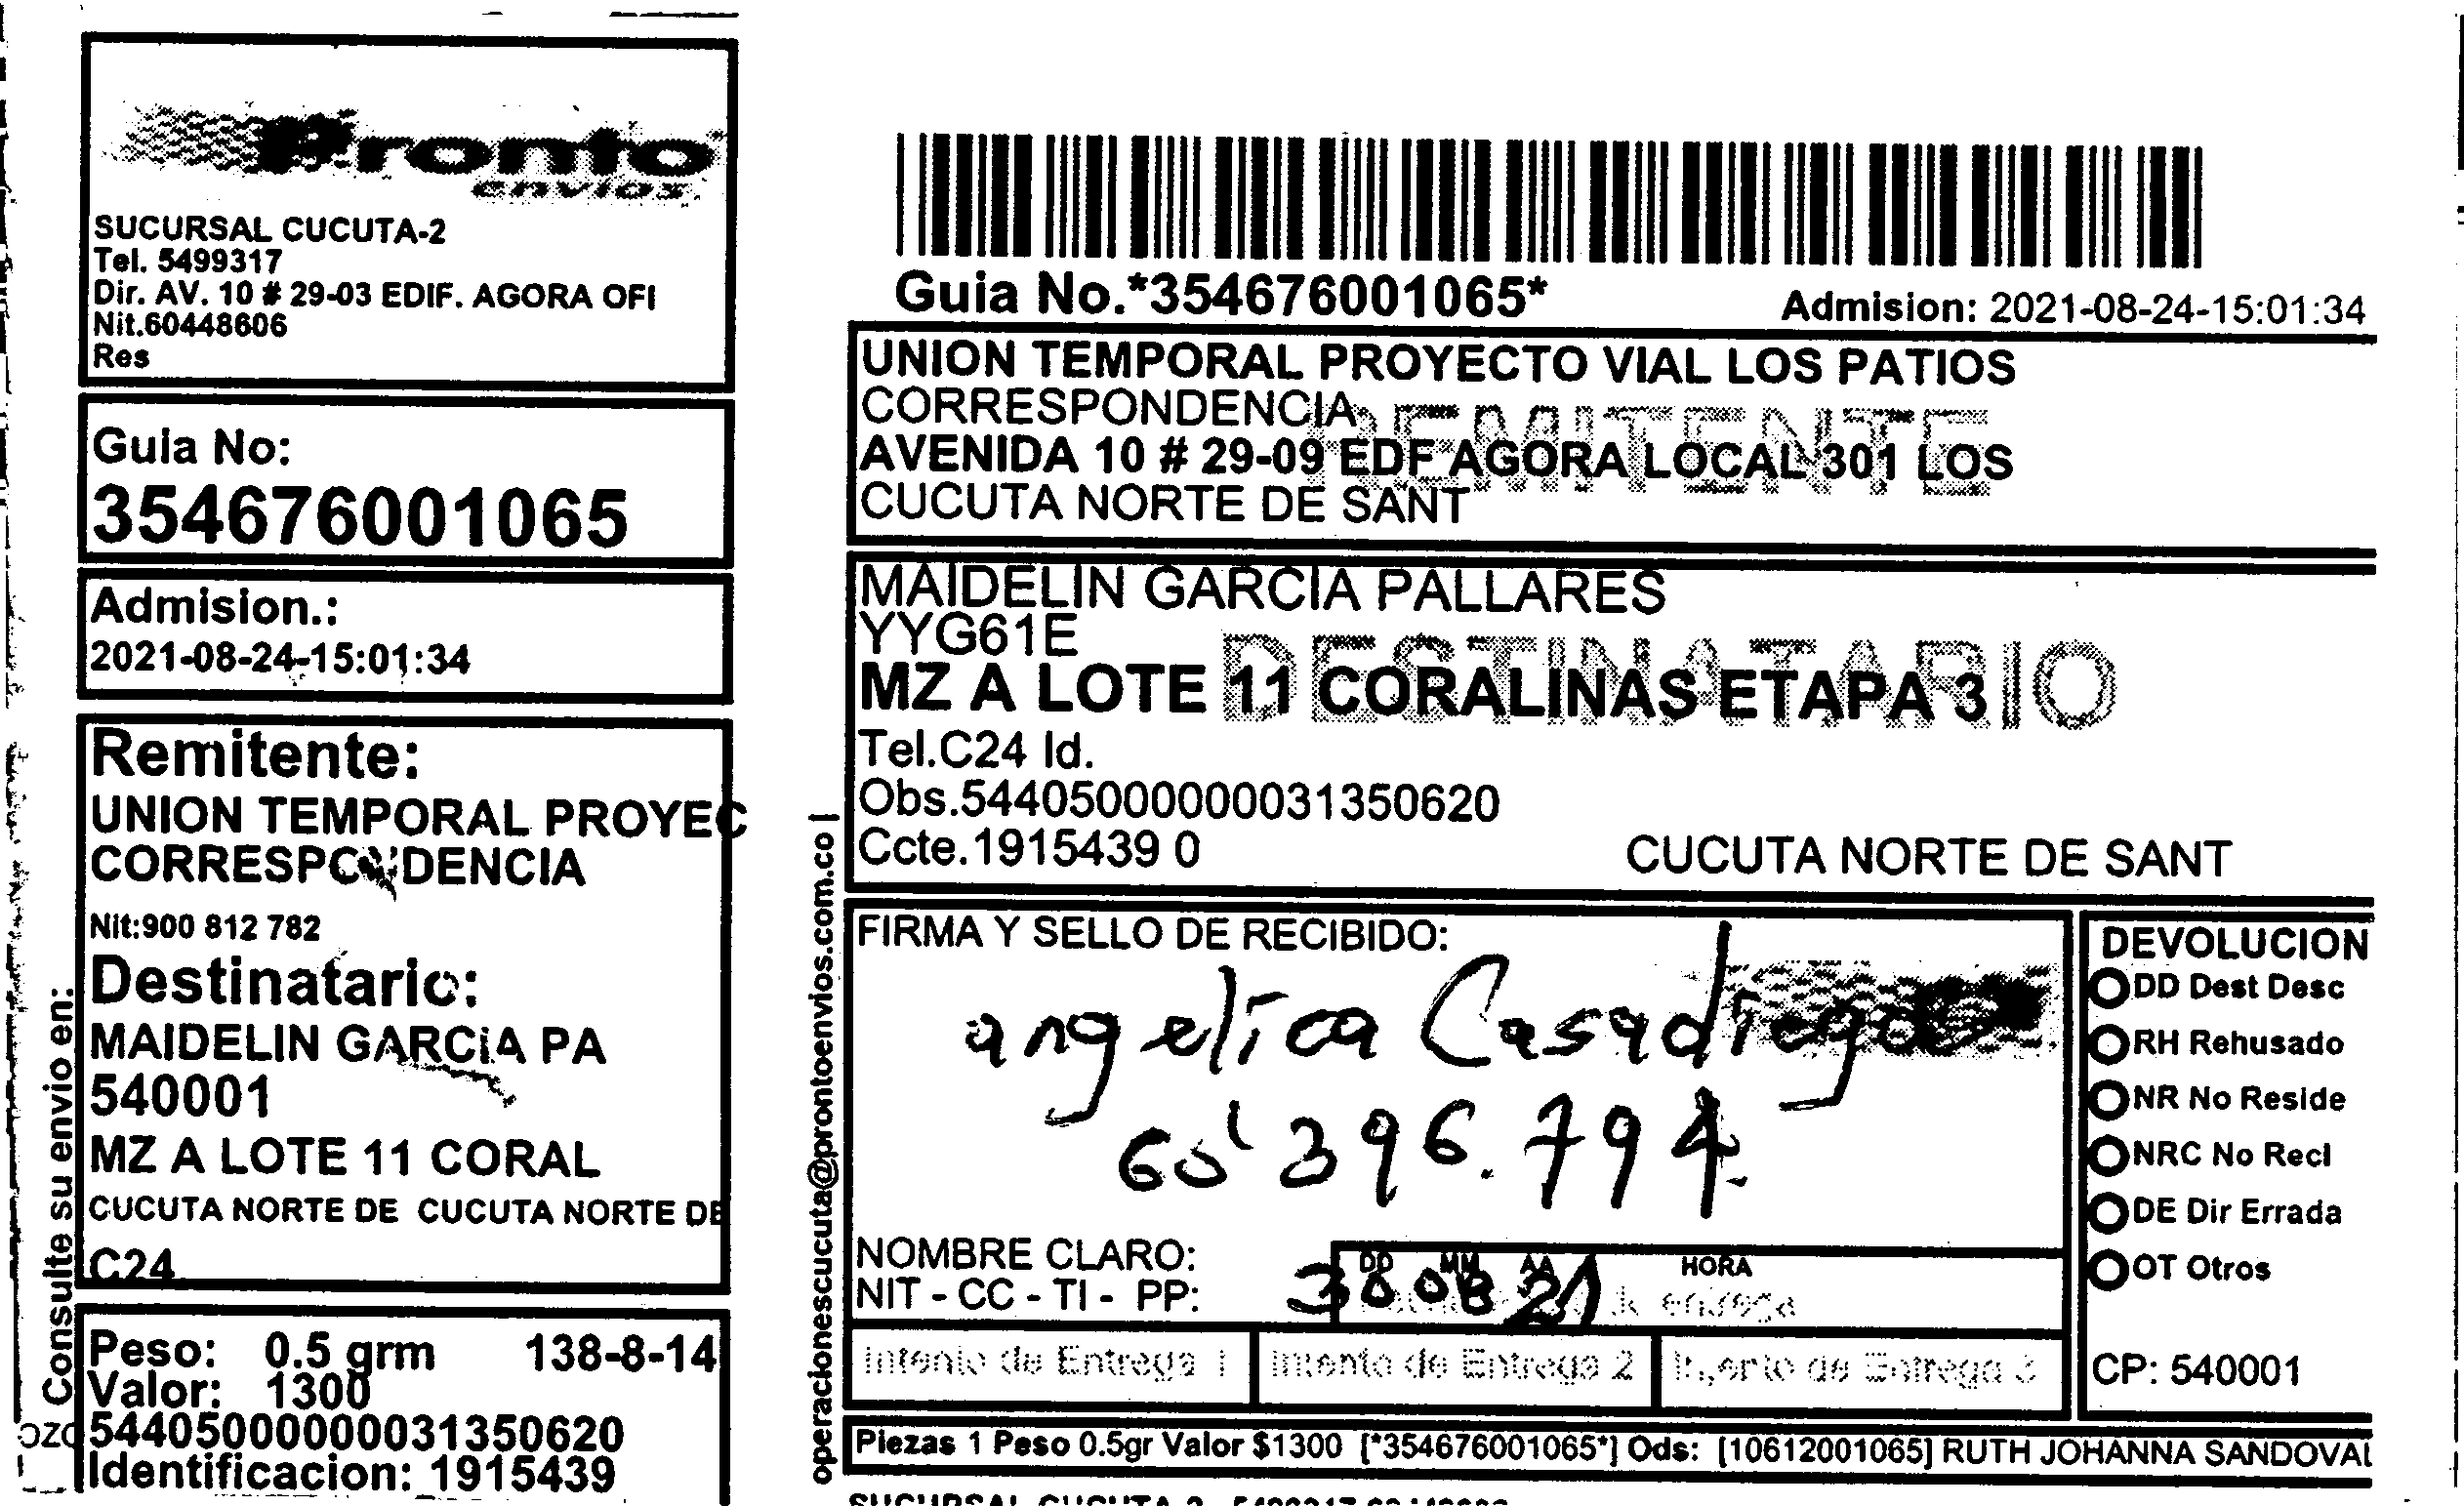 Pronto
envios
SUCURSAL CUCUTA-2
Tel. 5499317
Dir. AV. 10 # 29-03 EDIF. AGORA OFI
Nit.60448606
Res
Guia No:
354676001065
Admision.:
2021-08-24-15:01:34
Remitente:
UNION TEMPORAL PROYEC
CORRESPONDENCIA
Nit:900 812 782
Destinatario:
MAIDELIN GARCIA PA
540001
MZ A LOTE 11 CORAL
CUCUTA NORTE DE CUCUTA NORTE DE
C24
Peso: 0.5 grm 138-8-14
Valor: 1300
544050000000031350620
Identificacion: 1915439
Consulte su envio en:
Guia No.*354676001065*
Admision: 2021-08-24-15:01:34
UNION TEMPORAL PROYECTO VIAL LOS PATIOS
CORRESPONDENCIA
REMITENTE
AVENIDA 10 # 29-09 EDF AGORA LOCAL 301 LOS
CUCUTA NORTE DE SANT
MAIDELIN GARCIA PALLARES
YYG61E
DESTINATARIO
MZ A LOTE 11 CORALINAS ETAPA 3
Tel.C24 Id.
Obs.544050000000031350620
Ccte.1915439 0
CUCUTA NORTE DE SANT
operacionescucuta@prontoenvios.com.co |
FIRMA Y SELLO DE RECIBIDO:
angelica Casadiegos
60'396.794
NOMBRE CLARO:
NIT - CC - TI - PP:
DD MM AA HORA
30 08 21
Intento de Entrega 1
Intento de Entrega 2
Intento de Entrega 3
DEVOLUCION
DD Dest Desc
RH Rehusado
NR No Reside
NRC No Recl
DE Dir Errada
OT Otros
CP: 540001
Piezas 1 Peso 0.5gr Valor $1300 [*354676001065*] Ods: [10612001065] RUTH JOHANNA SANDOVAL